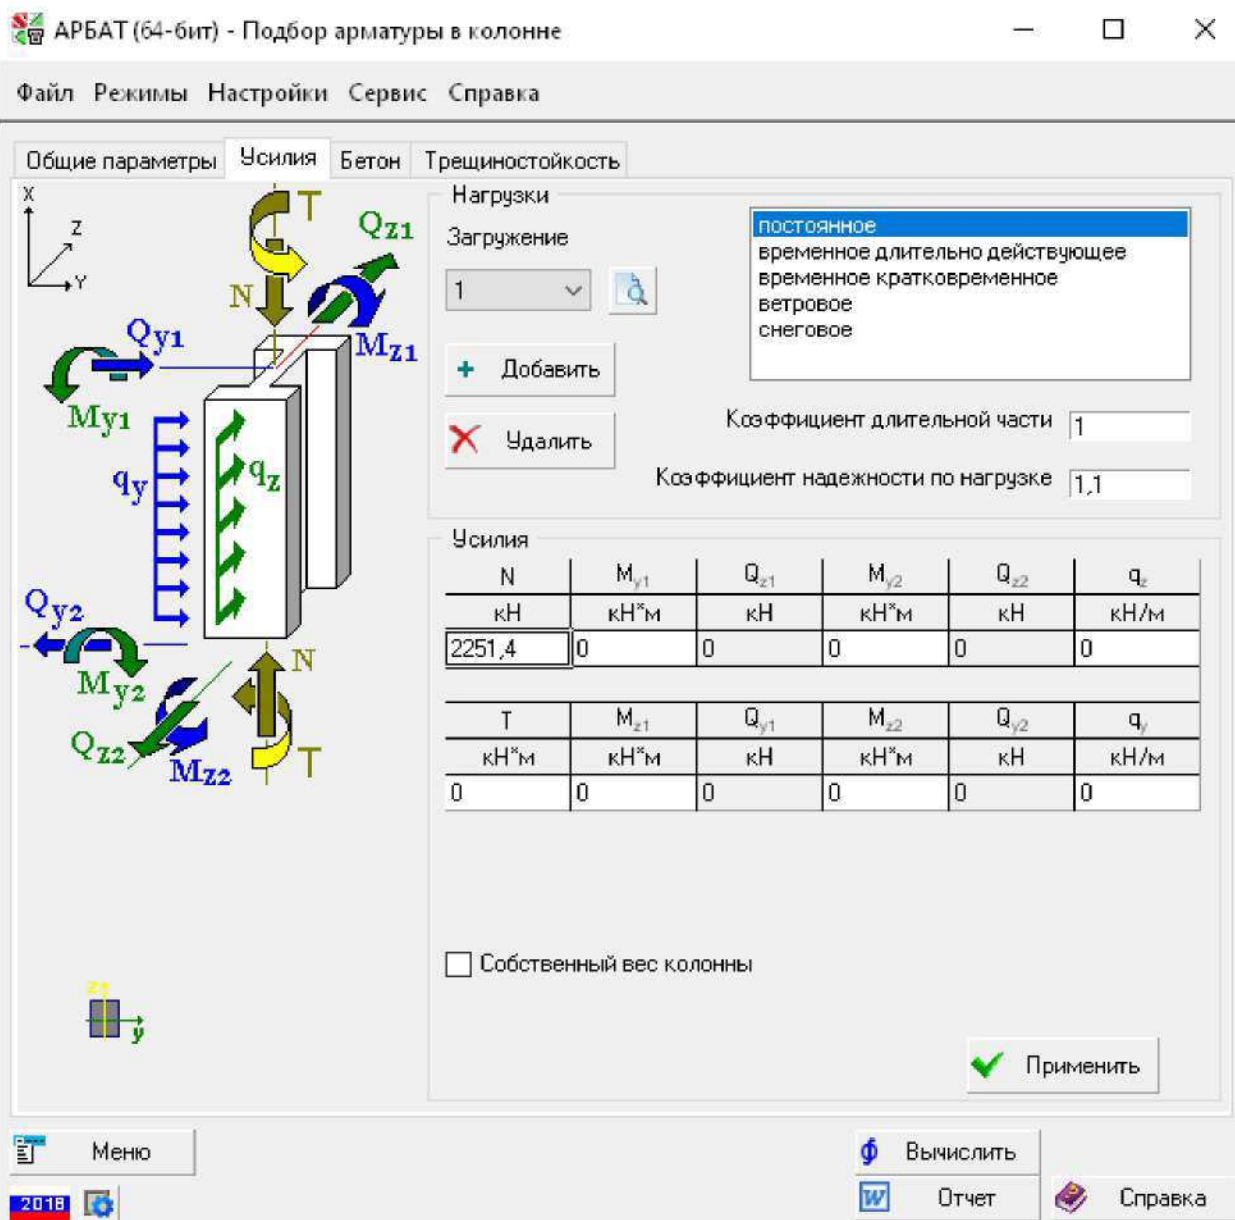 АРБАТ (64-бит) - Подбор арматуры в колонне
Файл Режимы Настройки Сервис Справка
Общие параметры Усилия Бетон Трещиностойкость
X
Z
Y
T
Qz1
N
Qy1
Mz1
My1
qy
qz
Qy2
N
My2
Qz2
Mz2
T
z
y
Нагрузки
Загружение
1
Добавить
Удалить
постоянное
временное длительно действующее
временное кратковременное
ветровое
снеговое
Коэффициент длительной части 1
Коэффициент надежности по нагрузке 1,1
Усилия
N My1 Qz1 My2 Qz2 qz
кН кН*м кН кН*м кН кН/м
2251,4 0 0 0 0 0
T Mz1 Qy1 Mz2 Qy2 qy
кН*м кН*м кН кН*м кН кН/м
0 0 0 0 0 0
Собственный вес колонны
Применить
Меню Вычислить
2018 Отчет Справка